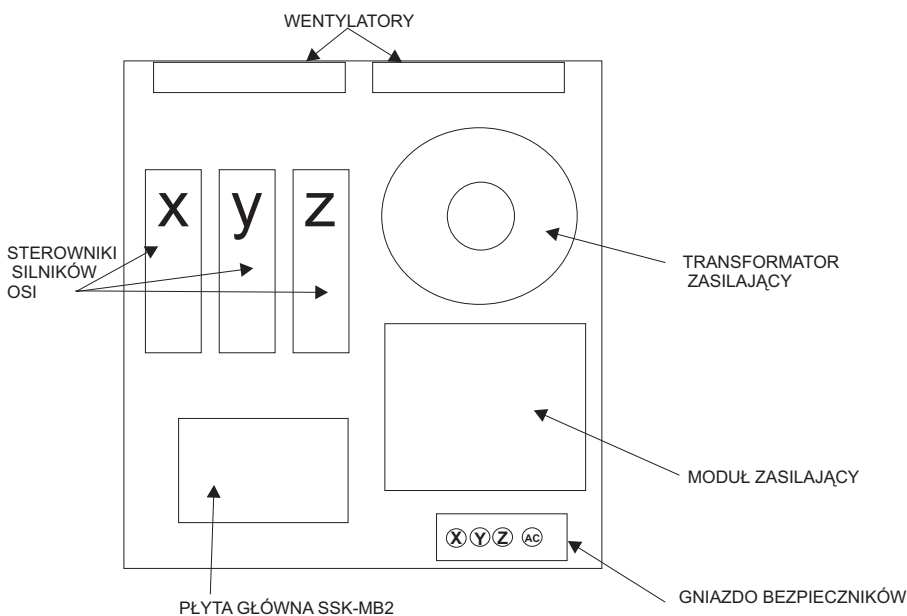 WENTYLATORY
x y z
STEROWNIKI
SILNIKÓW
OSI
TRANSFORMATOR
ZASILAJĄCY
MODUŁ ZASILAJĄCY
X Y Z AC
GNIAZDO BEZPIECZNIKÓW
PŁYTA GŁÓWNA SSK-MB2